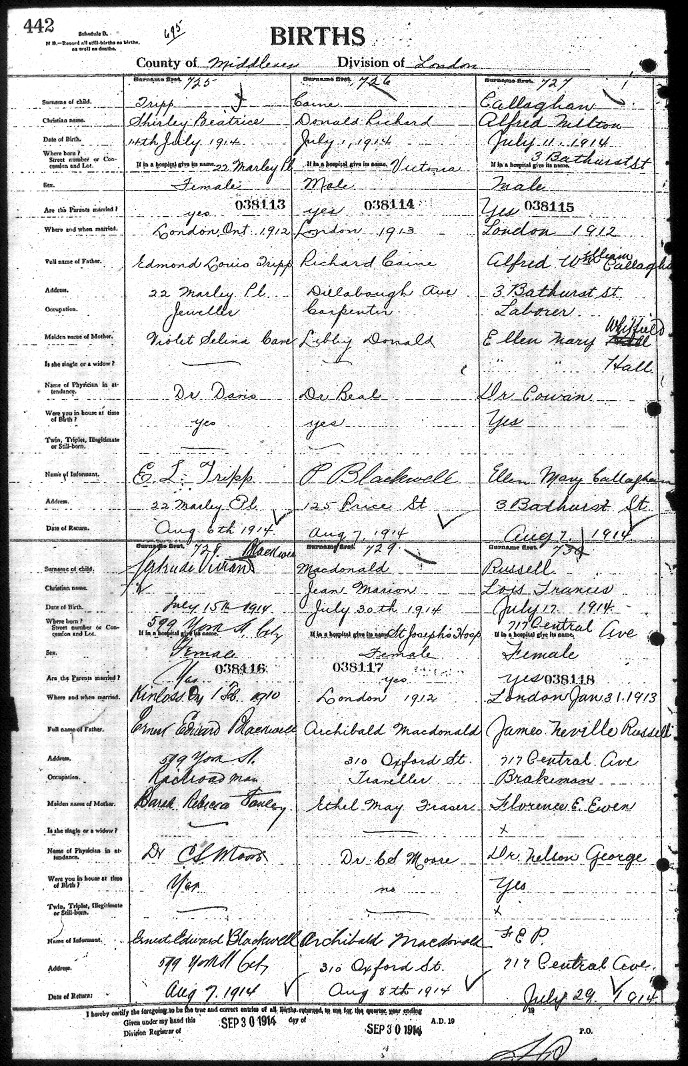 442
Schedule B.
N B.—Record all still-births as births, as well as deaths.
695
BIRTHS
County of Middlesex Division of London
Surname first. 725 Surname first. 726 Surname first. 727
Surname of child. Tripp Caine Callaghan
Christian name. Shirley Beatrice Donald Richard Alfred Milton
Date of Birth. 14th July 1914 July 1, 1914 July 11 1914
Where born? 3 Bathurst St
Street number or Concession and Lot. If in a hospital give its name. 22 Marley Pl If in a hospital give its name. Victoria If in a hospital give its name.
Sex. Female Male Male
Are the Parents married? yes 038113 yes 038114 Yes 038115
Where and when married. London Ont 1912 London 1913 London 1912
Full name of Father. Edmond Louis Tripp Richard Caine Alfred William Callaghan
Address. 22 Marley Pl. Dillabough Ave 3 Bathurst St
Occupation. Jeweller Carpenter Laborer
Maiden name of Mother. Violet Selina Libby Donald Ellen Mary Whitfield
Is she single or a widow? " " Hall
Name of Physician in attendance. Dr Davis Dr Beal Dr Cowan
Were you in house at time of Birth? yes yes Yes
Twin, Triplet, Illegitimate or Still-born.
Name of Informant. E. L. Tripp P Blackwell Ellen Mary Callaghan
Address. 22 Marley Pl. 125 Price St 3 Bathurst St
Date of Return. Aug 6th 1914 Aug 7, 1914 Aug 7, 1914
Surname first. 728 Blackwell Surname first. 729 Surname first. 730
Surname of child. Gertrude Vivian Macdonald Russell
Christian name. Jean Marion Lois Frances
Date of Birth. July 15th 1914 July 30th 1914 July 17 1914
Where born? 599 York St City 717 Central Ave
Street number or Concession and Lot. If in a hospital give its name. If in a hospital give its name. St Joseph's Hosp If in a hospital give its name.
Sex. Female Female Female
Are the Parents married? Yes 038116 038117 yes yes 038118
Where and when married. Kinloss 1910 London 1912 London Jan 31. 1913
Full name of Father. Ernest Edward Blackwell Archibald Macdonald James Neville Russell
Address. 599 York St. 310 Oxford St. 717 Central Ave
Occupation. Railroad man Traveller Brakeman
Maiden name of Mother. Sarah Rebecca Ethel May Fraser Florence E. Ewen
Is she single or a widow? x
Name of Physician in attendance. Dr C S Moore Dr. C S Moore Dr. Nelson George
Were you in house at time of Birth? Yes no Yes
Twin, Triplet, Illegitimate or Still-born. x
Name of Informant. Ernest Edward Blackwell Archibald Macdonald F E R.
Address. 599 York St City 310 Oxford St. 717 Central Ave.
Date of Return: Aug 7. 1914 Aug 8th 1914 July 29. 1914
I hereby certify the foregoing to be the true and correct entries of all Births returned to me for the quarter year ending 19
Given under my hand this SEP 30 1914 day of SEP 30 1914 A.D. 19
Division Registrar of P.O.